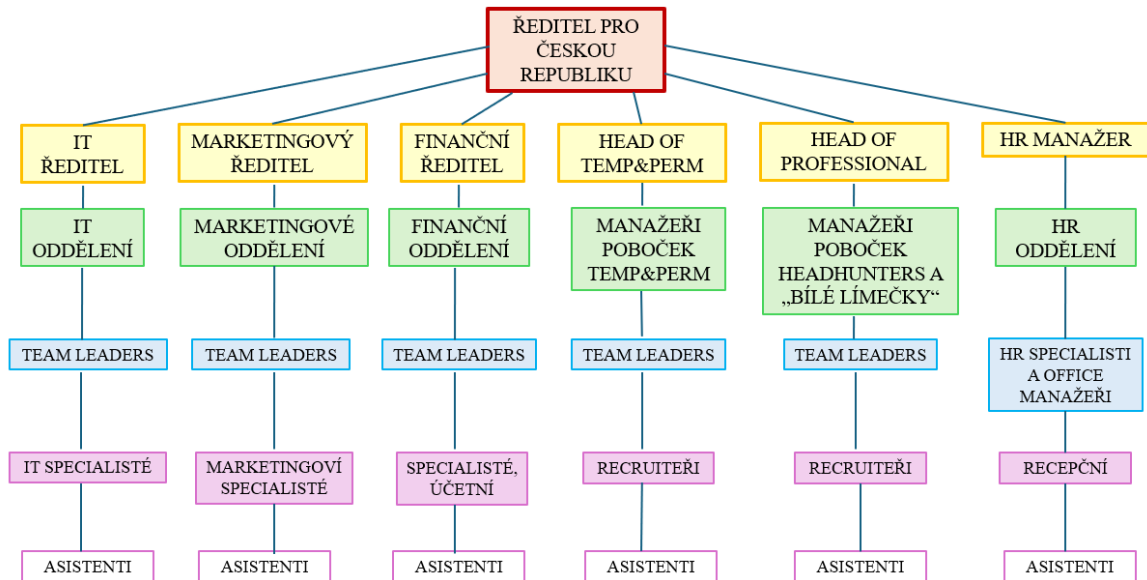 ŘEDITEL PRO
ČESKOU
REPUBLIKU
IT
ŘEDITEL
MARKETINGOVÝ
ŘEDITEL
FINANČNÍ
ŘEDITEL
HEAD OF
TEMP&PERM
HEAD OF
PROFESSIONAL
HR MANAŽER
IT
ODDĚLENÍ
MARKETINGOVÉ
ODDĚLENÍ
FINANČNÍ
ODDĚLENÍ
MANAŽEŘI
POBOČEK
TEMP&PERM
MANAŽEŘI
POBOČEK
HEADHUNTERS A
„BÍLÉ LÍMEČKY“
HR
ODDĚLENÍ
TEAM LEADERS
TEAM LEADERS
TEAM LEADERS
TEAM LEADERS
TEAM LEADERS
HR SPECIALISTI
A OFFICE
MANAŽEŘI
IT SPECIALISTÉ
MARKETINGOVÍ
SPECIALISTÉ
SPECIALISTÉ,
ÚČETNÍ
RECRUITEŘI
RECRUITEŘI
RECEPČNÍ
ASISTENTI
ASISTENTI
ASISTENTI
ASISTENTI
ASISTENTI
ASISTENTI